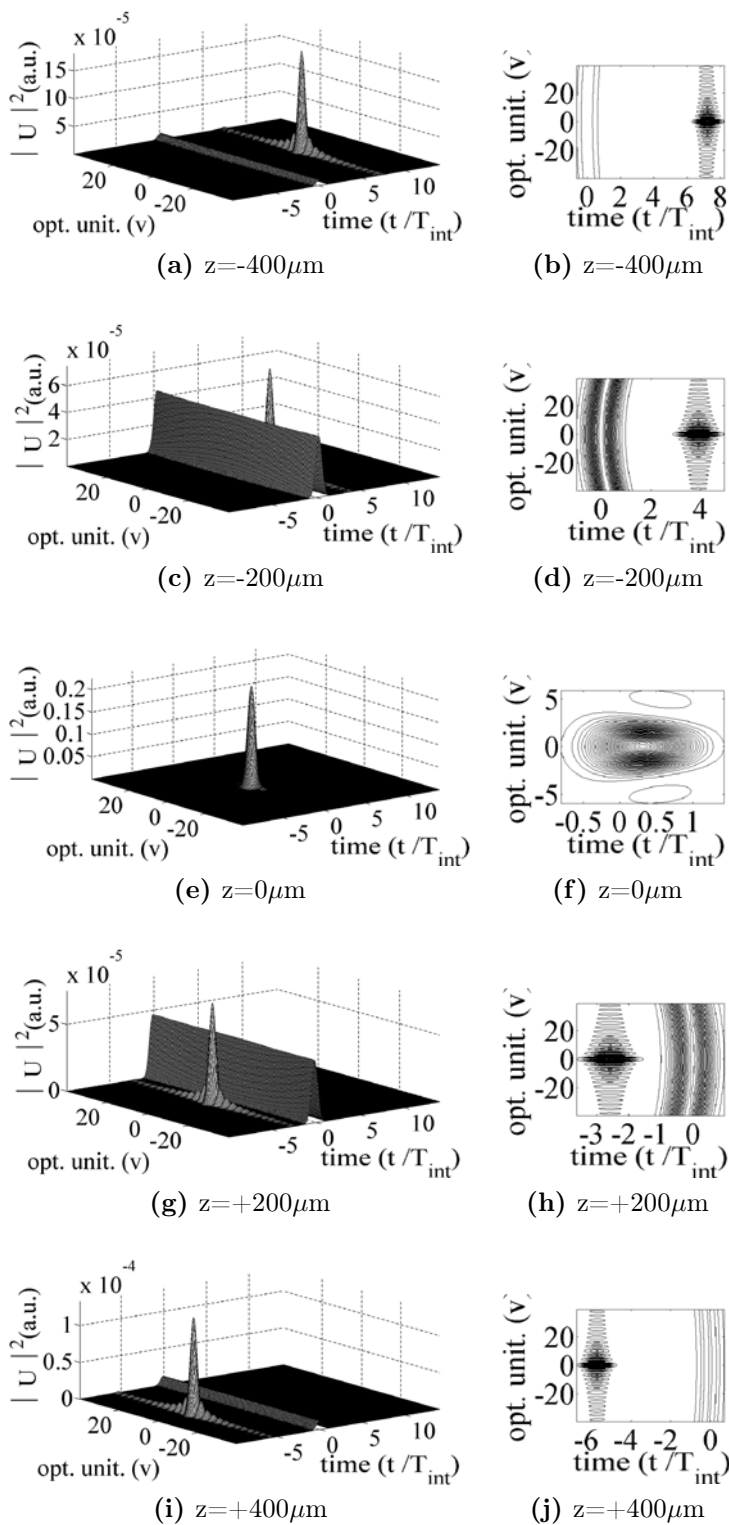 x 10^-5
| U |^2(a.u.)
15
10
5
20
0
-20
opt. unit. (v)
-5
0
5
10
time (t /T_int)
(a) z=-400μm
opt. unit. (v)
20
0
-20
0 2 4 6 8
time (t /T_int)
(b) z=-400μm
x 10^-5
| U |^2(a.u.)
6
4
2
20
0
-20
opt. unit. (v)
-5
0
5
10
time (t /T_int)
(c) z=-200μm
opt. unit. (v)
20
0
-20
0 2 4
time (t /T_int)
(d) z=-200μm
| U |^2(a.u.)
0.2
0.15
0.1
0.05
20
0
-20
opt. unit. (v)
-5
0
5
10
time (t /T_int)
(e) z=0μm
opt. unit. (v)
5
0
-5
-0.5 0 0.5 1
time (t /T_int)
(f) z=0μm
x 10^-5
| U |^2(a.u.)
5
0
20
0
-20
opt. unit. (v)
-5
0
5
10
time (t /T_int)
(g) z=+200μm
opt. unit. (v)
20
0
-20
-3 -2 -1 0
time (t /T_int)
(h) z=+200μm
x 10^-4
| U |^2(a.u.)
1
0.5
0
20
0
-20
opt. unit. (v)
-5
0
5
10
time (t /T_int)
(i) z=+400μm
opt. unit. (v)
20
0
-20
-6 -4 -2 0
time (t /T_int)
(j) z=+400μm